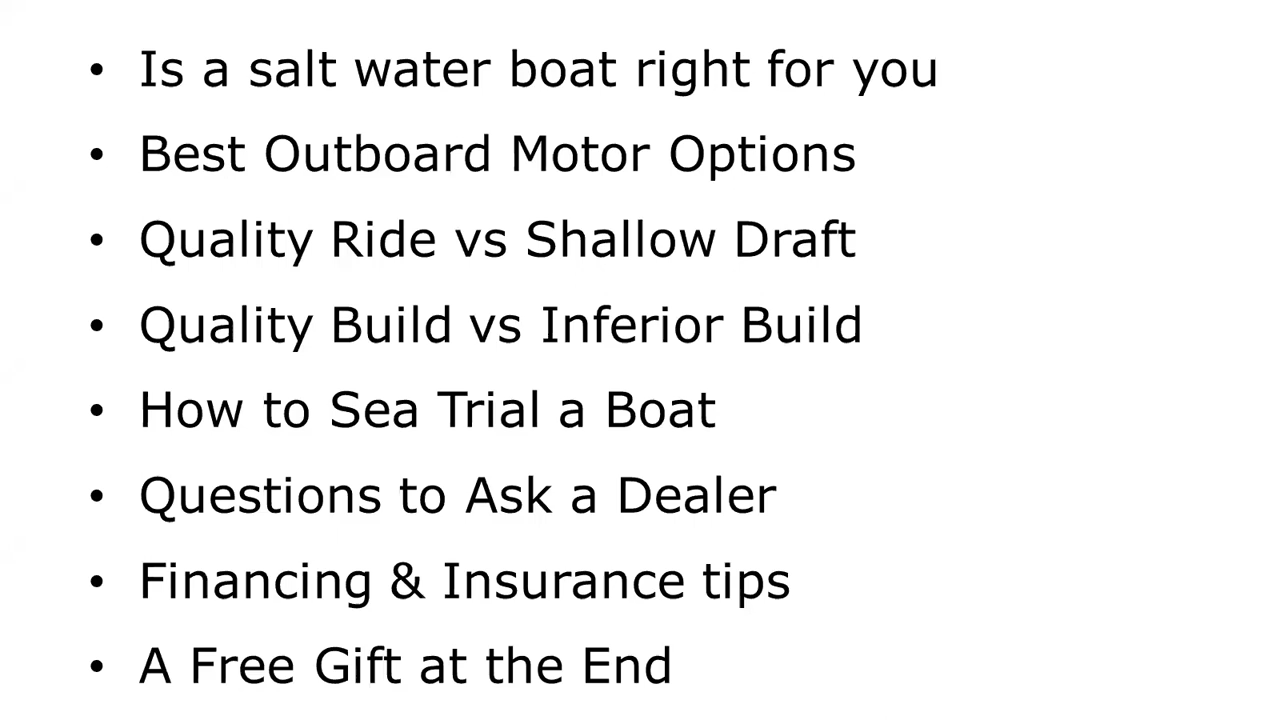 • Is a salt water boat right for you
• Best Outboard Motor Options
• Quality Ride vs Shallow Draft
• Quality Build vs Inferior Build
• How to Sea Trial a Boat
• Questions to Ask a Dealer
• Financing & Insurance tips
• A Free Gift at the End